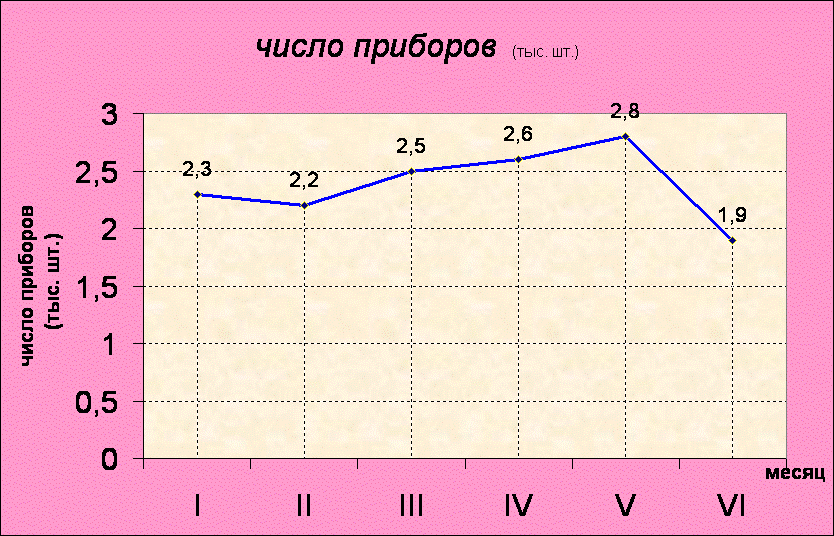 число приборов (тыс. шт.)
3
2,5
2
1,5
1
0,5
0
число приборов
(тыс. шт.)
2,3
2,2
2,5
2,6
2,8
1,9
месяц
I II III IV V VI